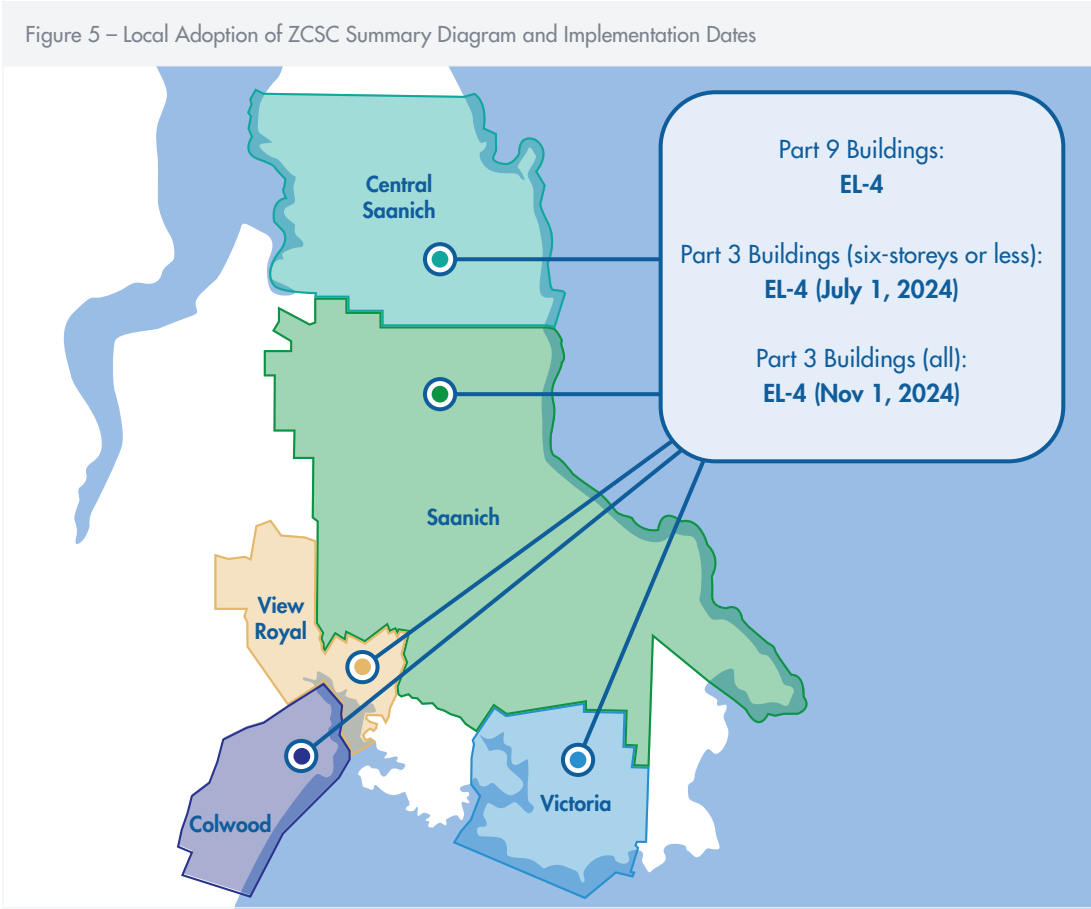 Figure 5 – Local Adoption of ZCSC Summary Diagram and Implementation Dates
Part 9 Buildings:
EL-4
Part 3 Buildings (six-storeys or less):
EL-4 (July 1, 2024)
Part 3 Buildings (all):
EL-4 (Nov 1, 2024)
Central
Saanich
Saanich
View
Royal
Colwood
Victoria